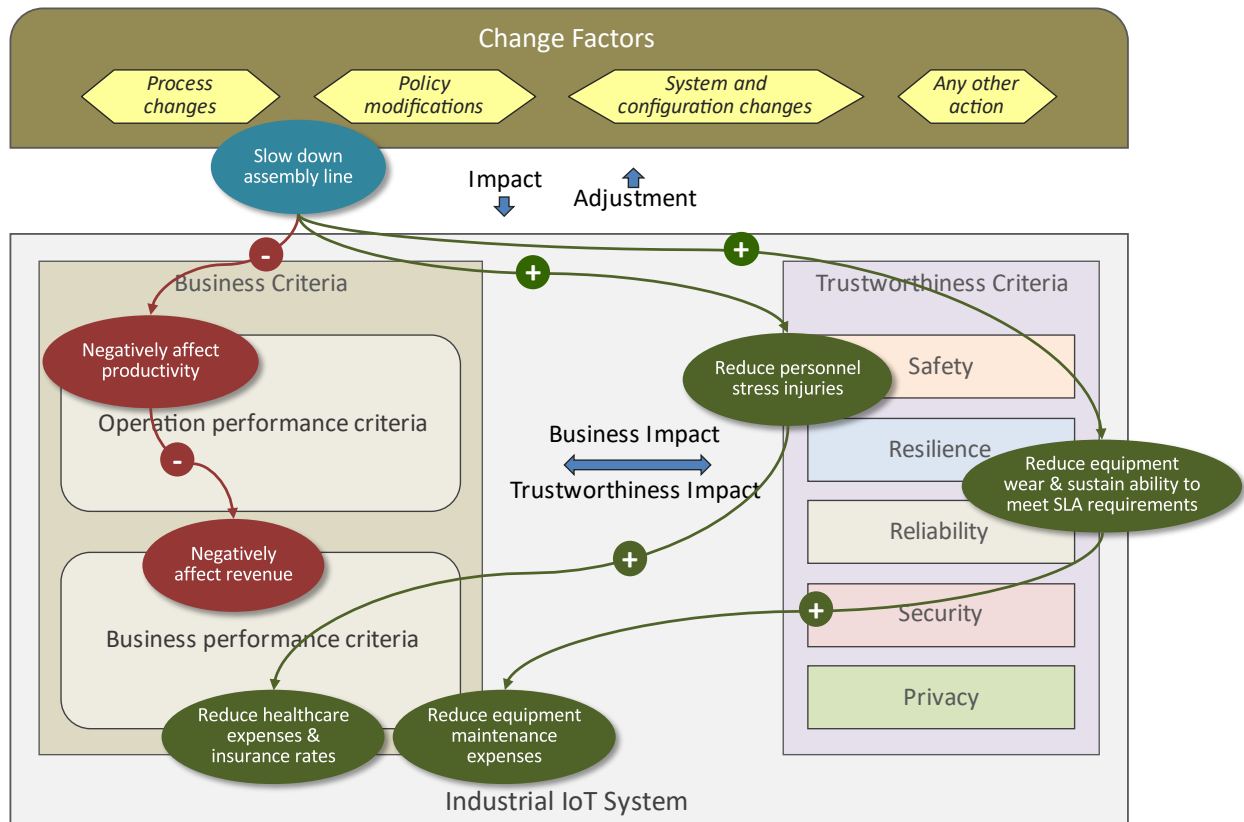 Change Factors
Process
changes
Policy
modifications
System and
configuration changes
Any other
action
Slow down
assembly line
Impact
Adjustment
-
+
+
Business Criteria
Trustworthiness Criteria
Negatively affect
productivity
Reduce personnel
stress injuries
Safety
Operation performance criteria
-
Business Impact
Trustworthiness Impact
Resilience
Reduce equipment
wear & sustain ability to
meet SLA requirements
Reliability
Negatively
affect revenue
+
+
Security
Business performance criteria
Privacy
Reduce healthcare
expenses &
insurance rates
Reduce equipment
maintenance
expenses
Industrial IoT System